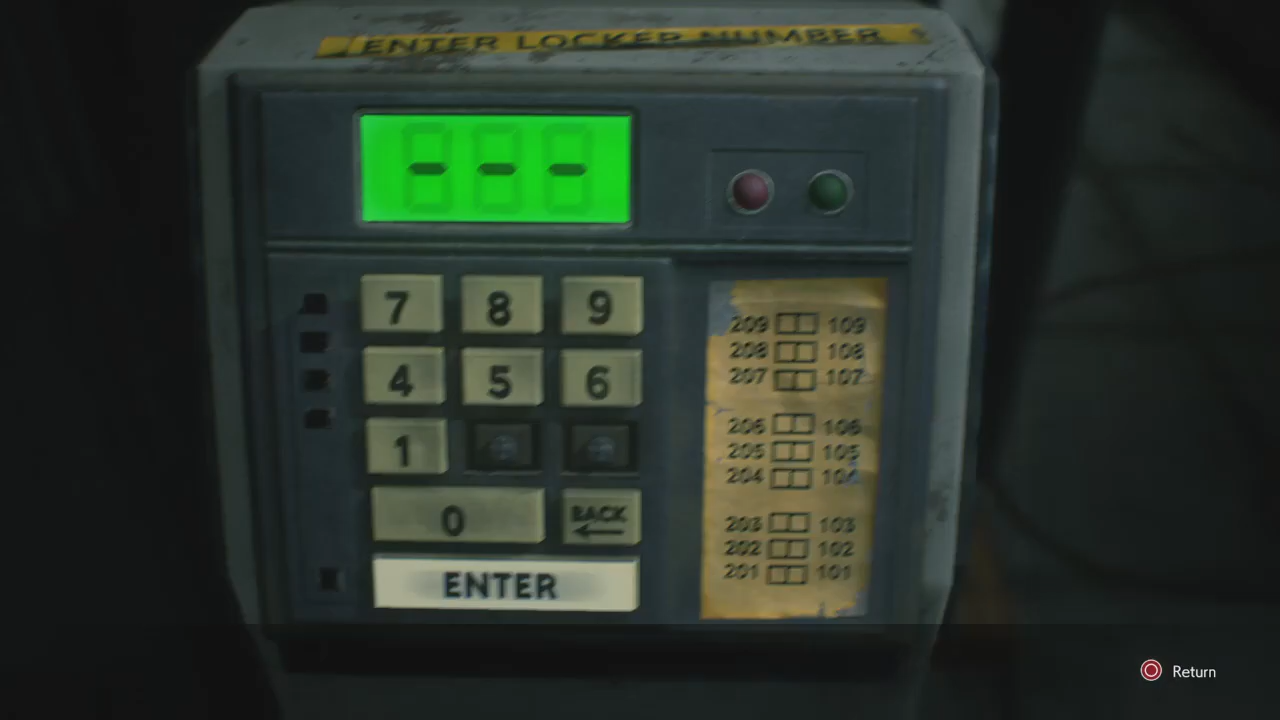 ENTER LOCKER NUMBER
- - -
7 8 9
4 5 6
1
0 BACK
ENTER
209 109
208 108
207 107
206 106
205 105
204 104
203 103
202 102
201 101
Return